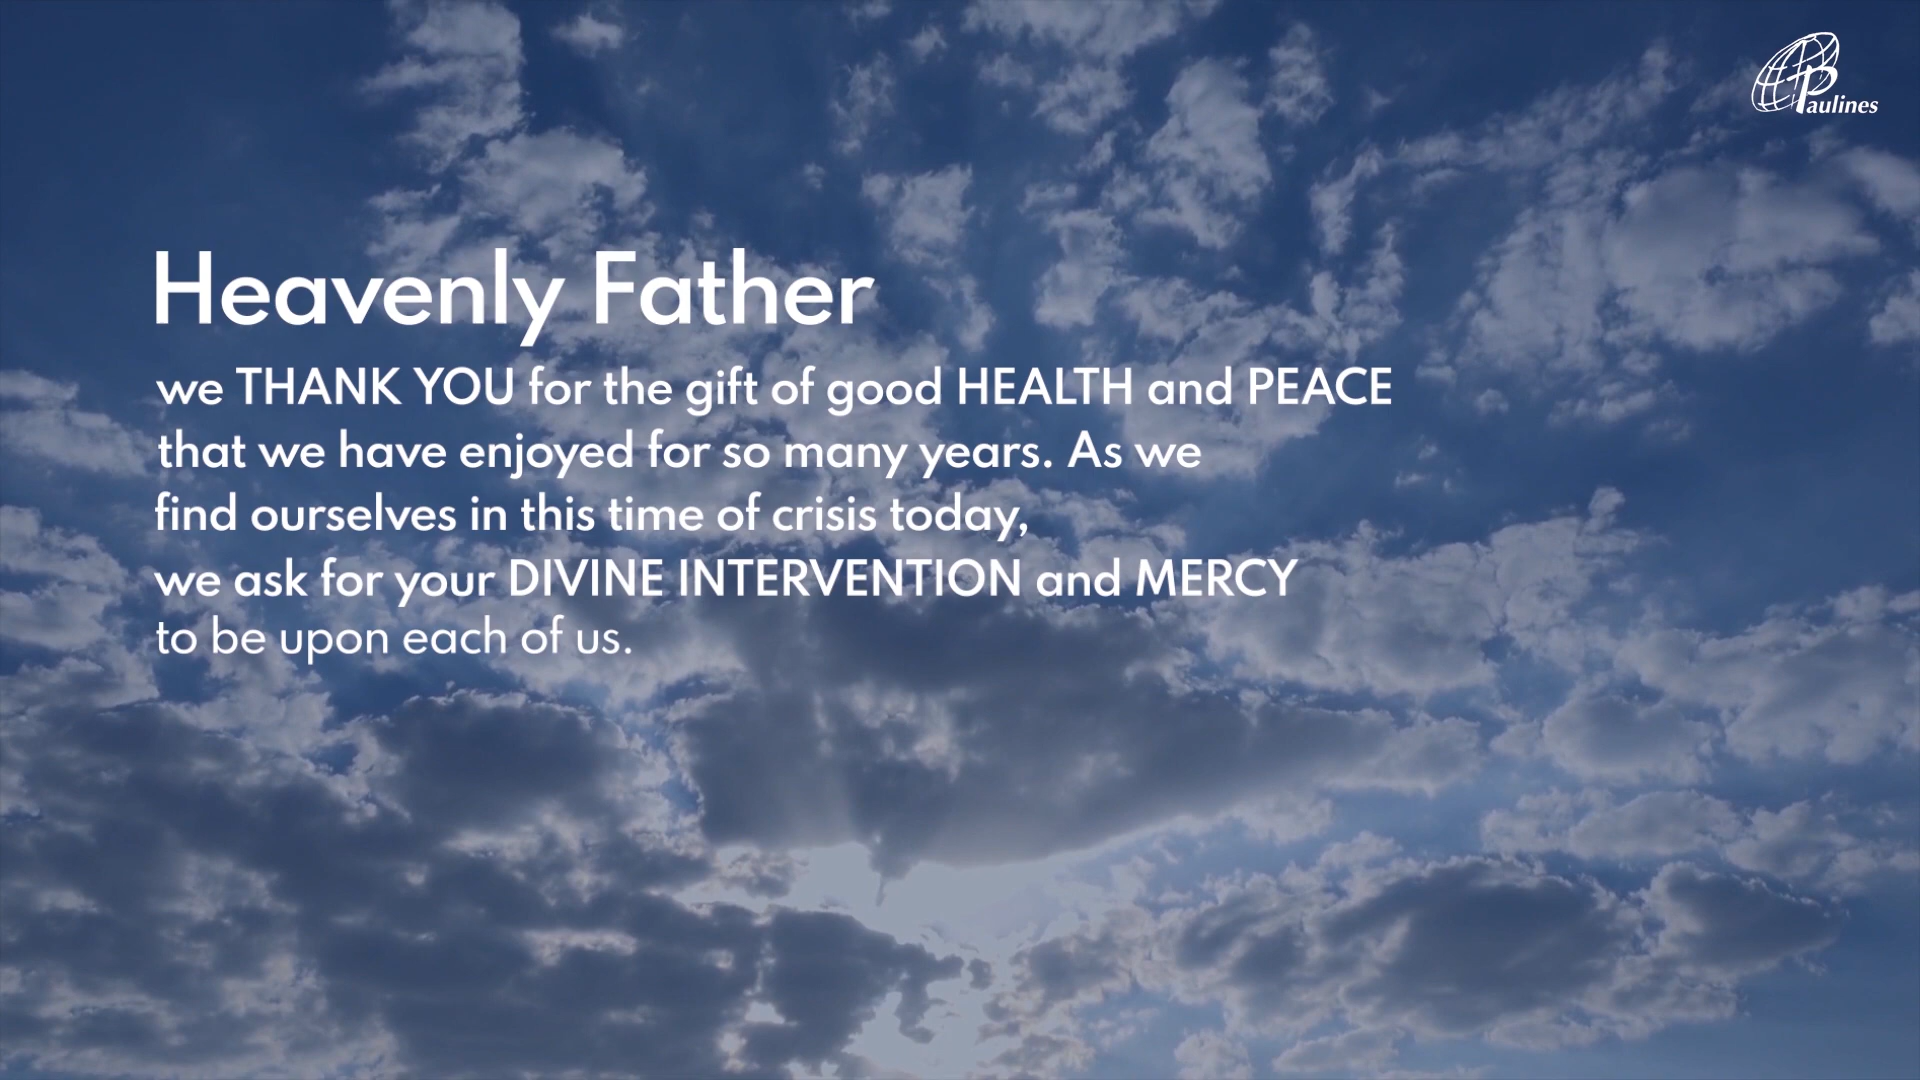 Paulines
Heavenly Father
we THANK YOU for the gift of good HEALTH and PEACE
that we have enjoyed for so many years. As we
find ourselves in this time of crisis today,
we ask for your DIVINE INTERVENTION and MERCY
to be upon each of us.